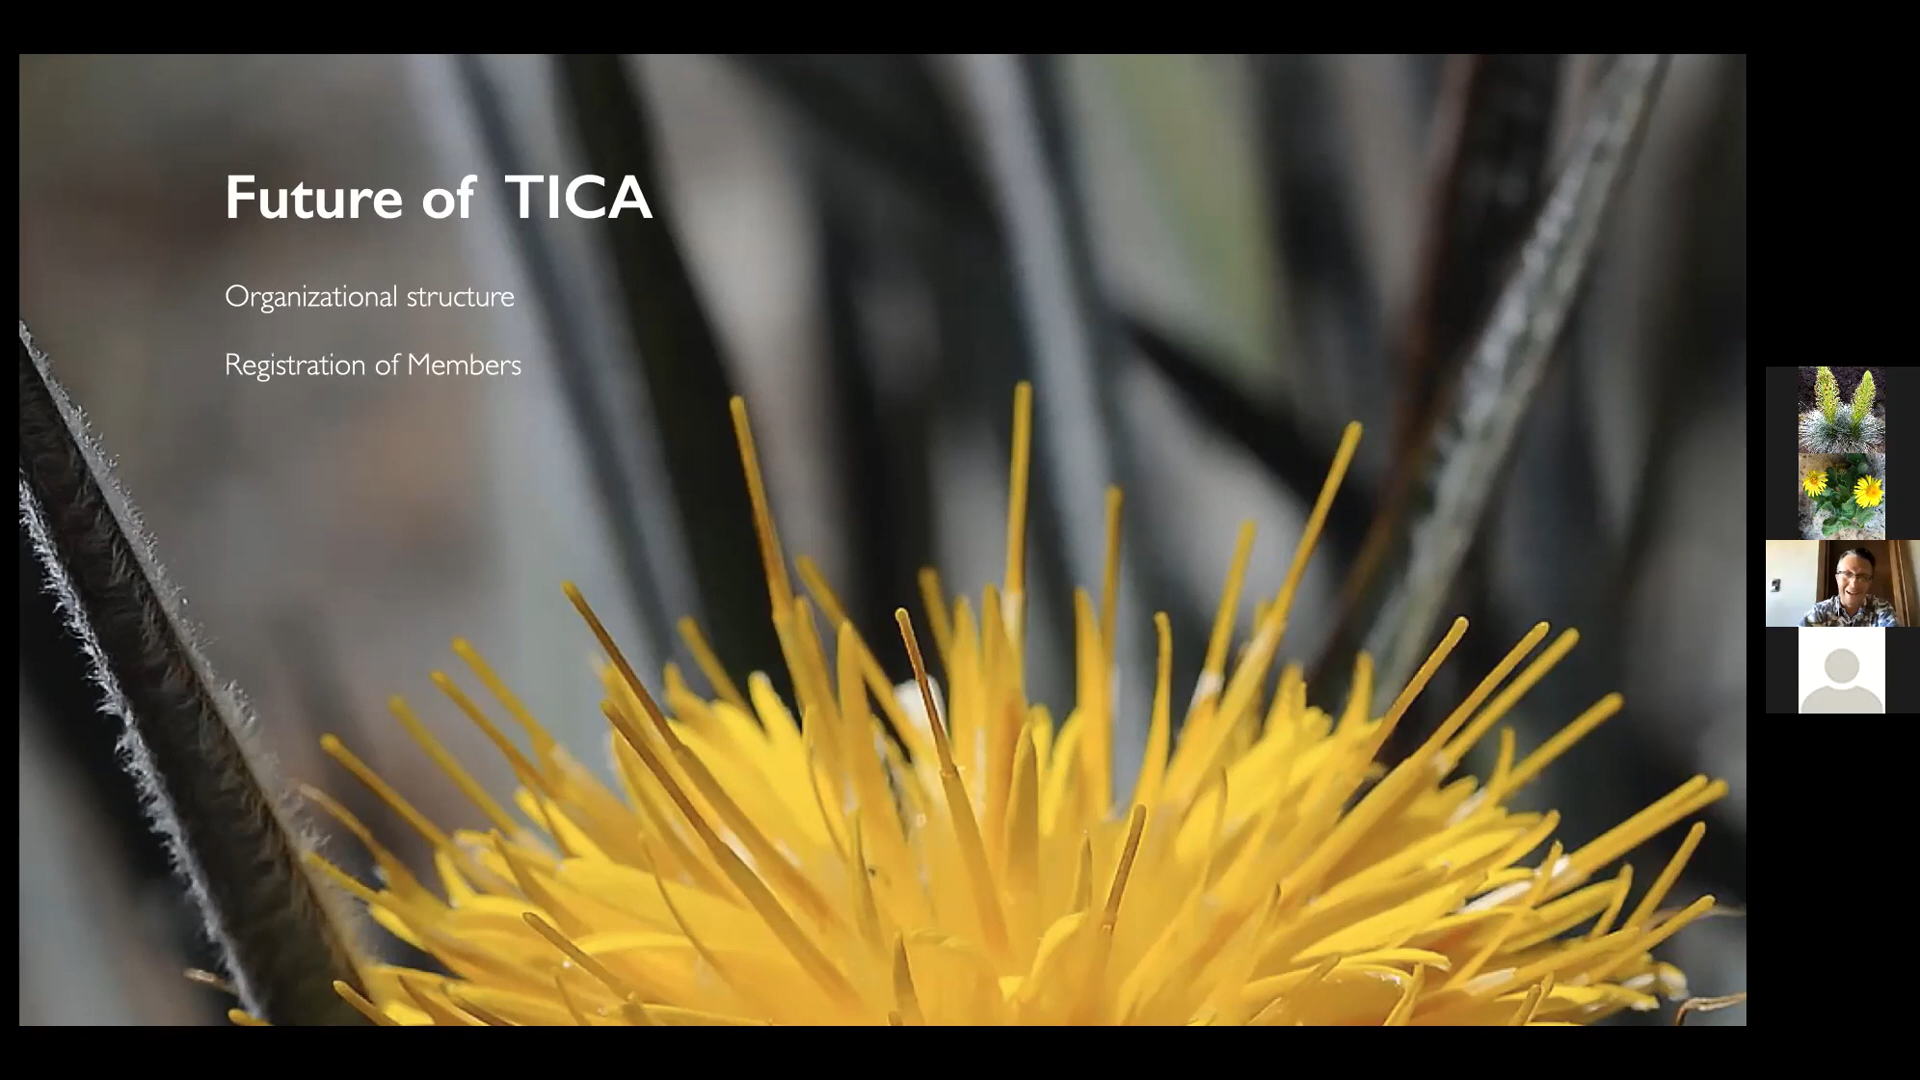 Future of TICA
Organizational structure
Registration of Members